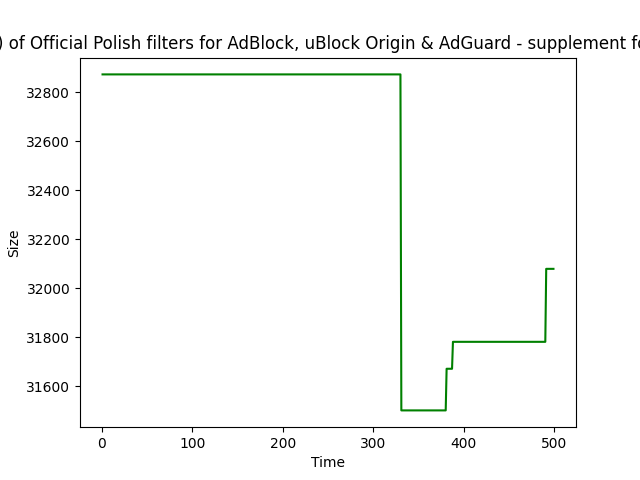 ) of Official Polish filters for AdBlock, uBlock Origin & AdGuard - supplement fo
32800
32600
32400
32200
32000
31800
31600
Size
0 100 200 300 400 500
Time